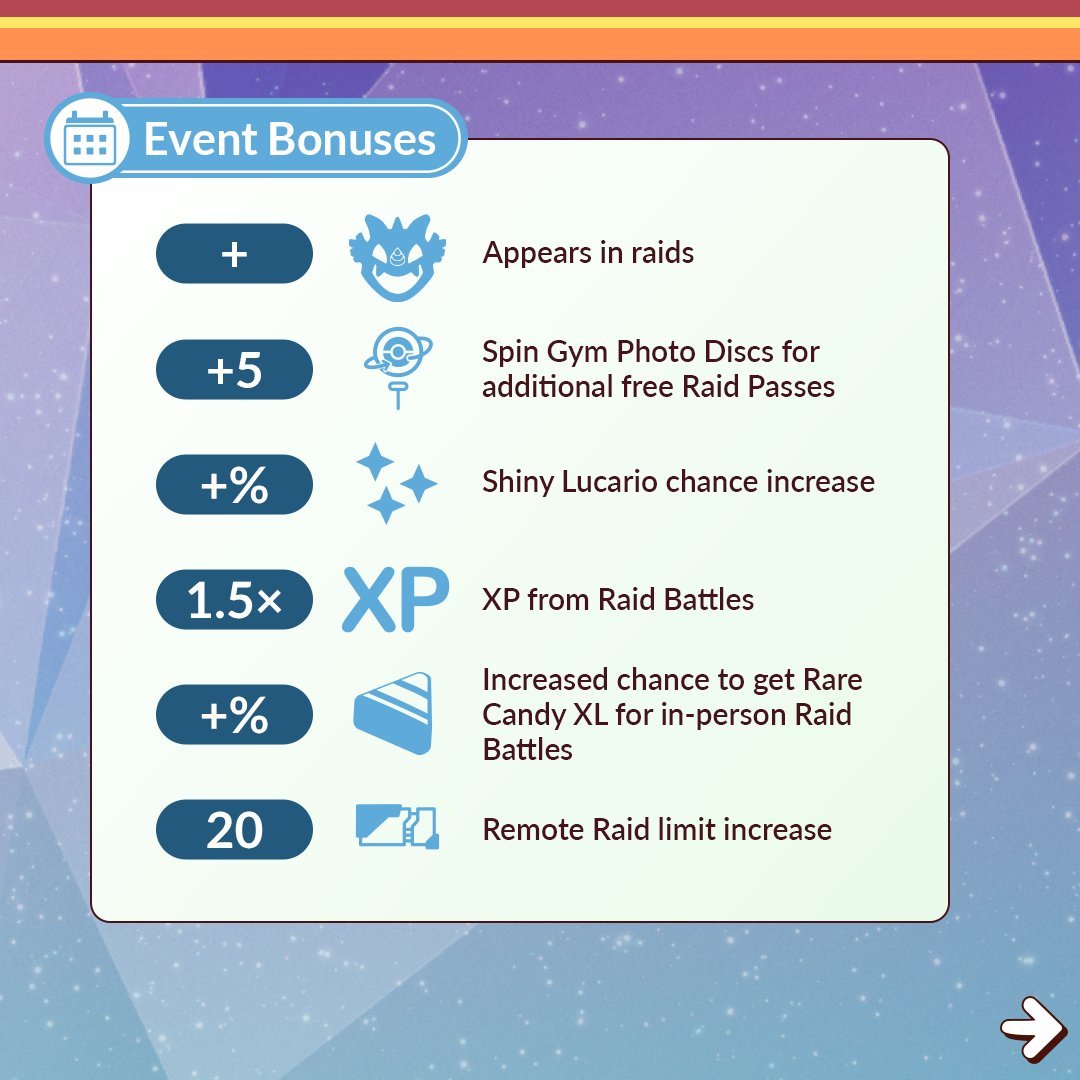 Event Bonuses
+
Appears in raids
+5
Spin Gym Photo Discs for
additional free Raid Passes
+%
Shiny Lucario chance increase
1.5×
XP
XP from Raid Battles
+%
Increased chance to get Rare
Candy XL for in-person Raid
Battles
20
Remote Raid limit increase